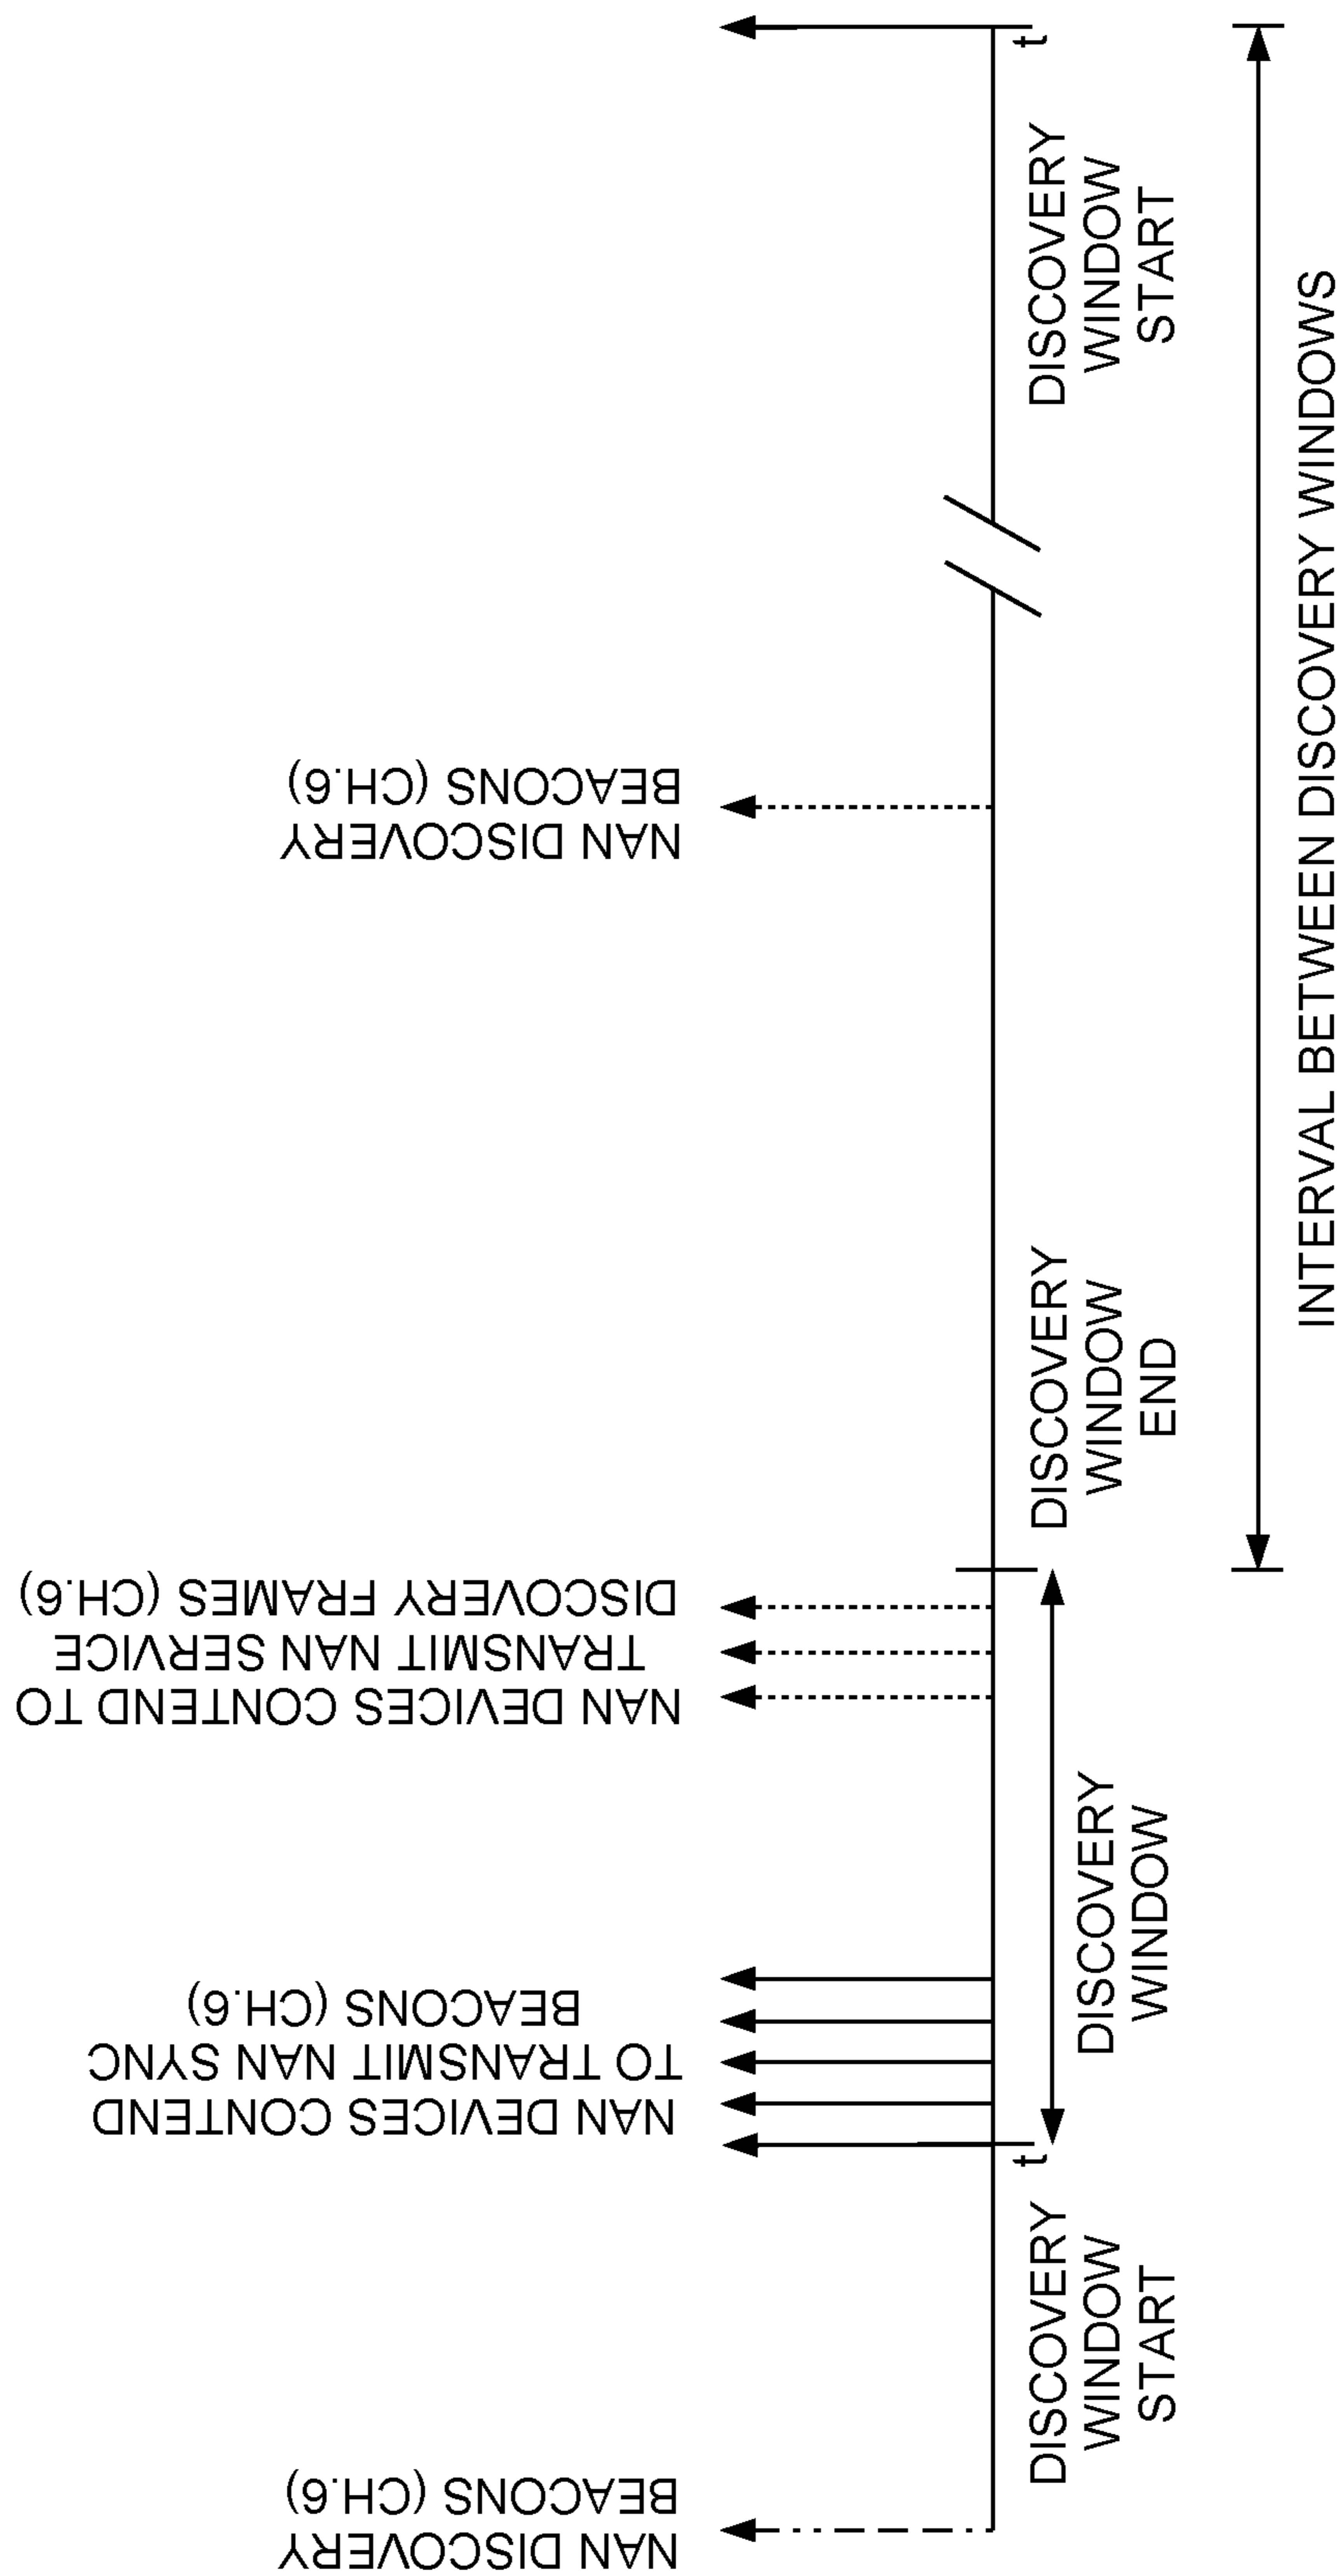 NAN DISCOVERY
BEACONS (CH.6)
NAN DEVICES CONTEND
TO TRANSMIT NAN SYNC
BEACONS (CH.6)
NAN DEVICES CONTEND TO
TRANSMIT NAN SERVICE
DISCOVERY FRAMES (CH.6)
NAN DISCOVERY
BEACONS (CH.6)
t
t
DISCOVERY
WINDOW
START
DISCOVERY
WINDOW
DISCOVERY
WINDOW
END
DISCOVERY
WINDOW
START
INTERVAL BETWEEN DISCOVERY WINDOWS